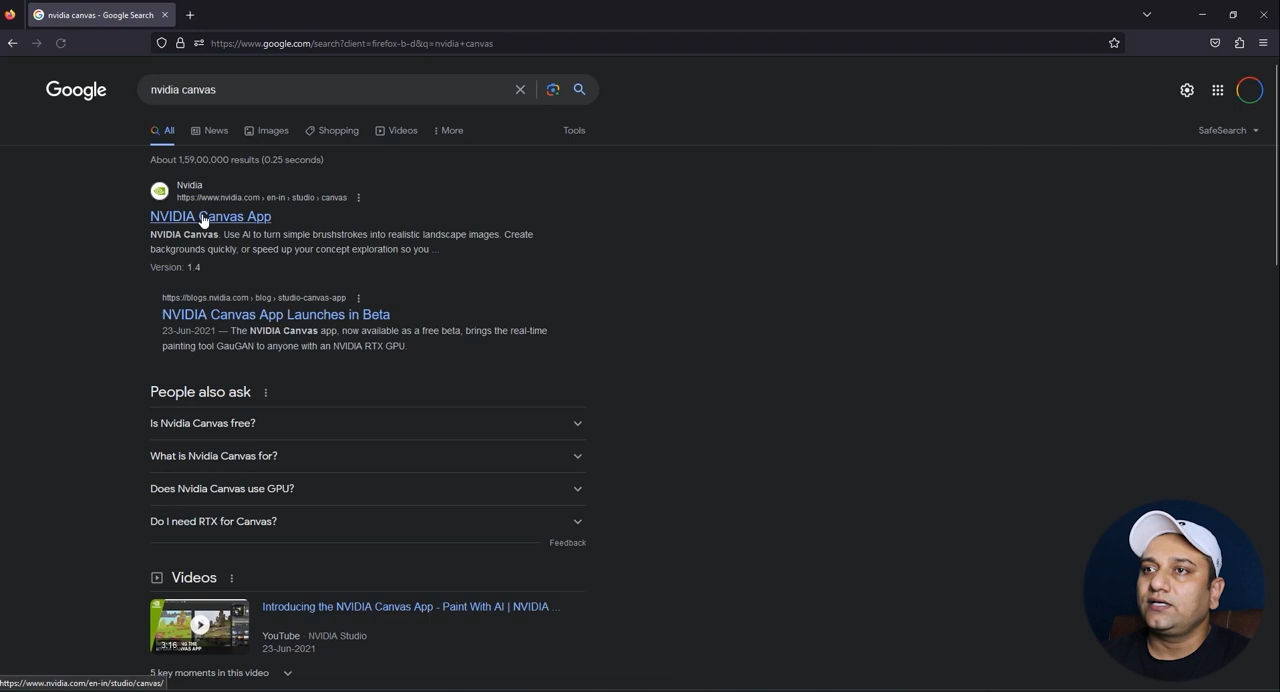 nvidia canvas - Google Search
https://www.google.com/search?client=firefox-b-d&q=nvidia+canvas
Google
nvidia canvas
All
News
Images
Shopping
Videos
More
Tools
SafeSearch
About 1,59,00,000 results (0.25 seconds)
Nvidia
https://www.nvidia.com › en-in › studio › canvas
NVIDIA Canvas App
NVIDIA Canvas. Use AI to turn simple brushstrokes into realistic landscape images. Create
backgrounds quickly, or speed up your concept exploration so you ...
Version: 1.4
https://blogs.nvidia.com › blog › studio-canvas-app
NVIDIA Canvas App Launches in Beta
23-Jun-2021 — The NVIDIA Canvas app, now available as a free beta, brings the real-time
painting tool GauGAN to anyone with an NVIDIA RTX GPU.
People also ask
Is Nvidia Canvas free?
What is Nvidia Canvas for?
Does Nvidia Canvas use GPU?
Do I need RTX for Canvas?
Feedback
Videos
Introducing the NVIDIA Canvas App - Paint With AI | NVIDIA ...
YouTube · NVIDIA Studio
23-Jun-2021
3:16
5 key moments in this video
https://www.nvidia.com/en-in/studio/canvas/